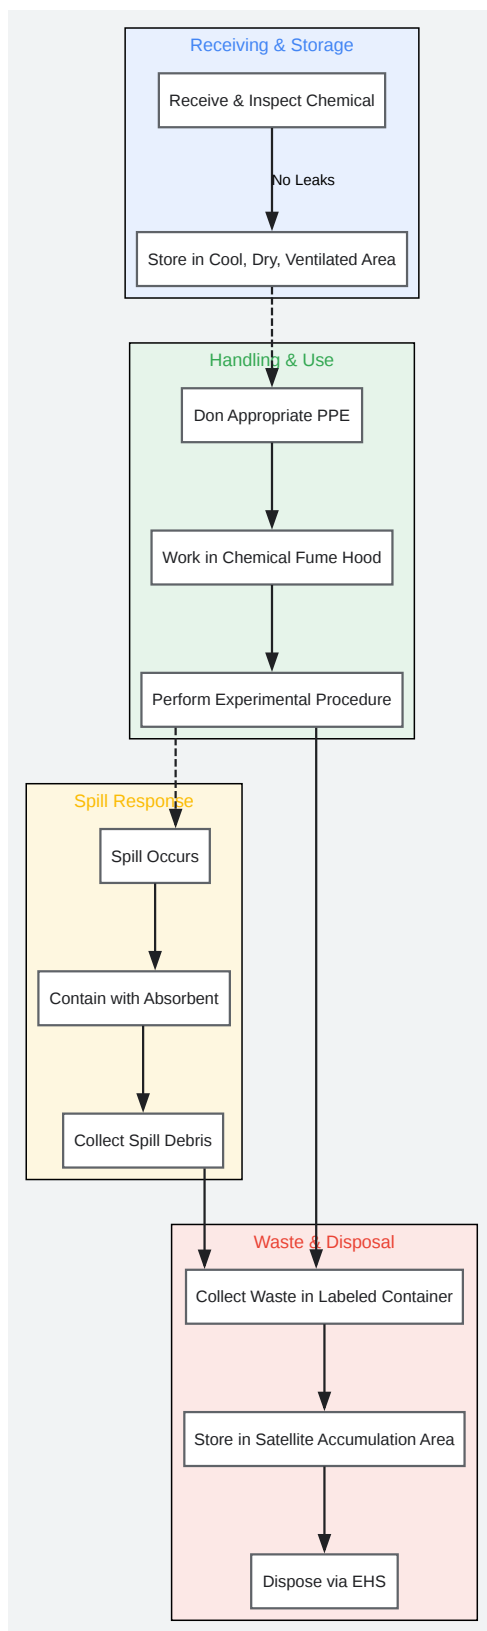 Receiving & Storage
Receive & Inspect Chemical
No Leaks
Store in Cool, Dry, Ventilated Area
Handling & Use
Don Appropriate PPE
Work in Chemical Fume Hood
Perform Experimental Procedure
Spill Response
Spill Occurs
Contain with Absorbent
Collect Spill Debris
Waste & Disposal
Collect Waste in Labeled Container
Store in Satellite Accumulation Area
Dispose via EHS